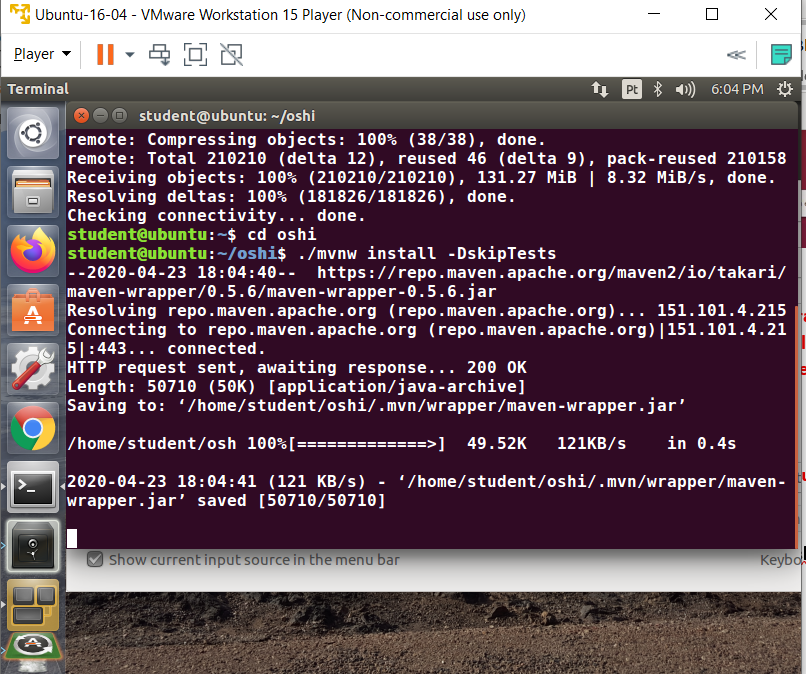 Ubuntu-16-04 - VMware Workstation 15 Player (Non-commercial use only)
Player
Terminal
Pt
6:04 PM
student@ubuntu: ~/oshi
remote: Compressing objects: 100% (38/38), done.
remote: Total 210210 (delta 12), reused 46 (delta 9), pack-reused 210158
Receiving objects: 100% (210210/210210), 131.27 MiB | 8.32 MiB/s, done.
Resolving deltas: 100% (181826/181826), done.
Checking connectivity... done.
student@ubuntu:~$ cd oshi
student@ubuntu:~/oshi$ ./mvnw install -DskipTests
--2020-04-23 18:04:40--  https://repo.maven.apache.org/maven2/io/takari/
maven-wrapper/0.5.6/maven-wrapper-0.5.6.jar
Resolving repo.maven.apache.org (repo.maven.apache.org)... 151.101.4.215
Connecting to repo.maven.apache.org (repo.maven.apache.org)|151.101.4.21
5|:443... connected.
HTTP request sent, awaiting response... 200 OK
Length: 50710 (50K) [application/java-archive]
Saving to: ‘/home/student/oshi/.mvn/wrapper/maven-wrapper.jar’
/home/student/osh 100%[=============>]  49.52K   121KB/s    in 0.4s
2020-04-23 18:04:41 (121 KB/s) - ‘/home/student/oshi/.mvn/wrapper/maven-
wrapper.jar’ saved [50710/50710]
Show current input source in the menu bar
Keybo